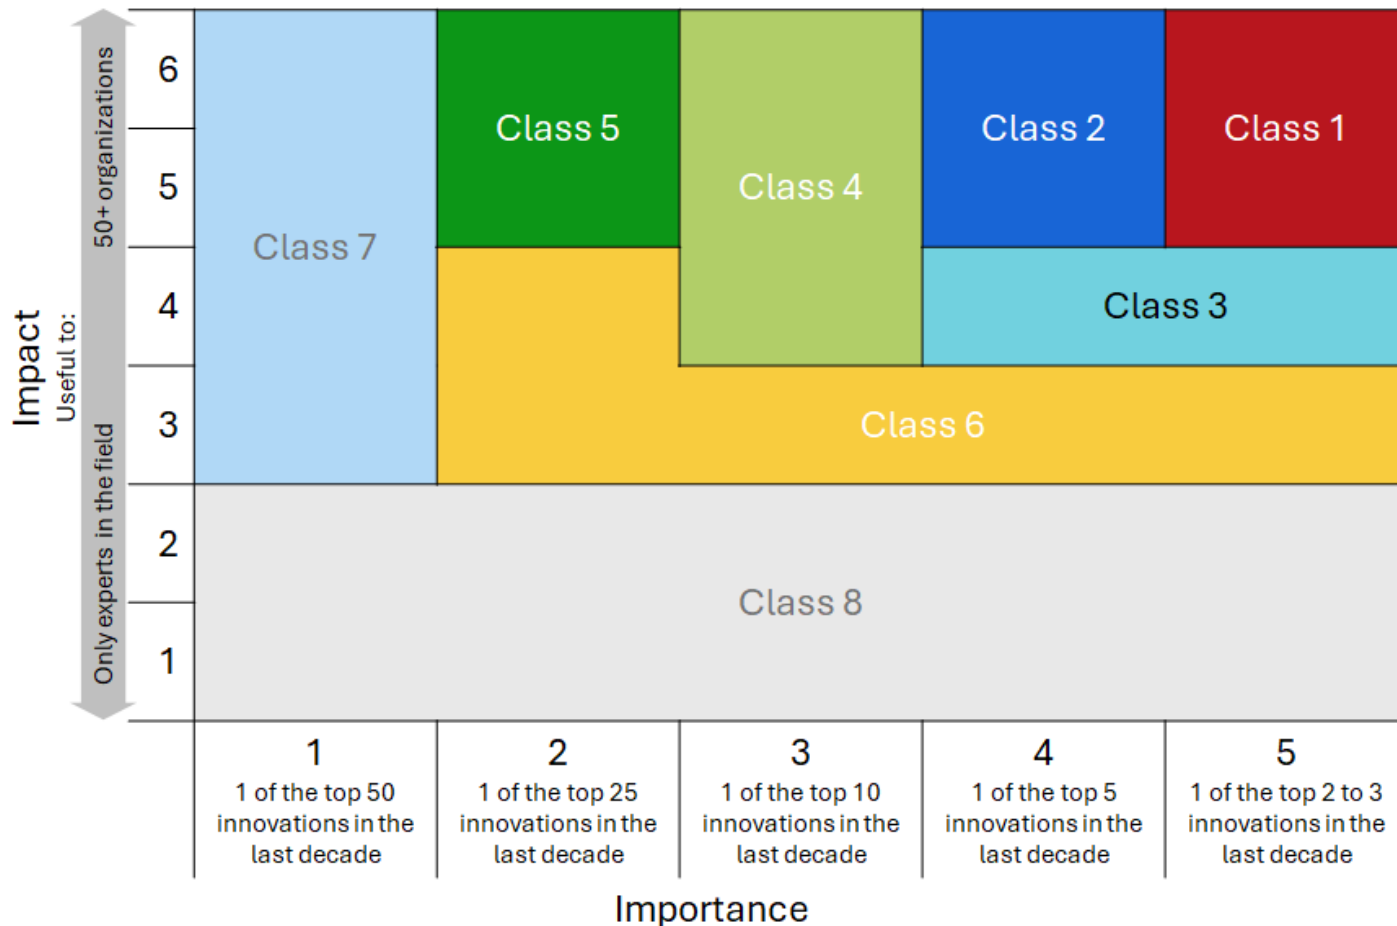 Impact
Useful to:
50+ organizations
Only experts in the field
6
5
4
3
2
1
Class 7
Class 5
Class 4
Class 2
Class 1
Class 3
Class 6
Class 8
1
1 of the top 50
innovations in the
last decade
2
1 of the top 25
innovations in the
last decade
3
1 of the top 10
innovations in the
last decade
4
1 of the top 5
innovations in the
last decade
5
1 of the top 2 to 3
innovations in the
last decade
Importance